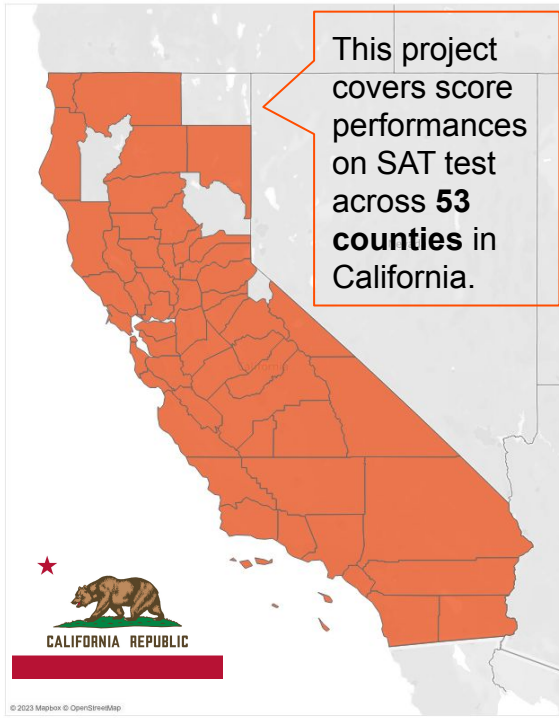 This project
covers score
performances
on SAT test
across 53
counties in
California.
CALIFORNIA REPUBLIC
© 2023 Mapbox © OpenStreetMap